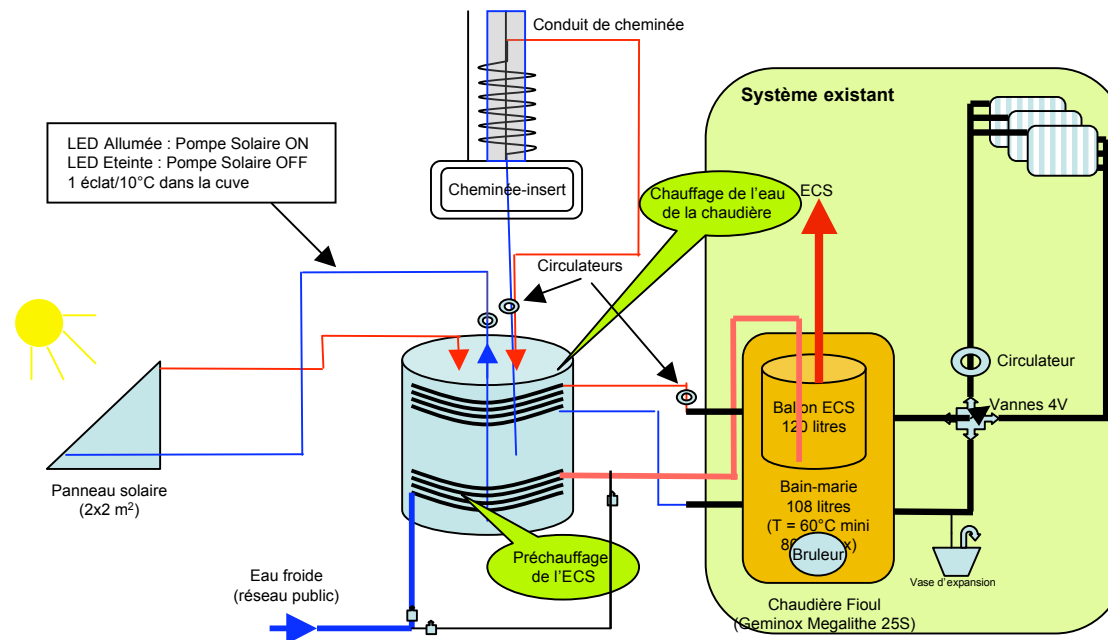 Conduit de cheminée
Système existant
LED Allumée : Pompe Solaire ON
LED Eteinte : Pompe Solaire OFF
1 éclat/10°C dans la cuve
Cheminée-insert
Chauffage de l'eau
de la chaudière
ECS
Circulateurs
Circulateur
Vannes 4V
Ballon ECS
120 litres
Panneau solaire
(2x2 m²)
Bain-marie
108 litres
(T = 60°C mini
Bruleur
Préchauffage
de l'ECS
Eau froide
(réseau public)
Vase d'expansion
Chaudière Fioul
(Geminox Megalithe 25S)